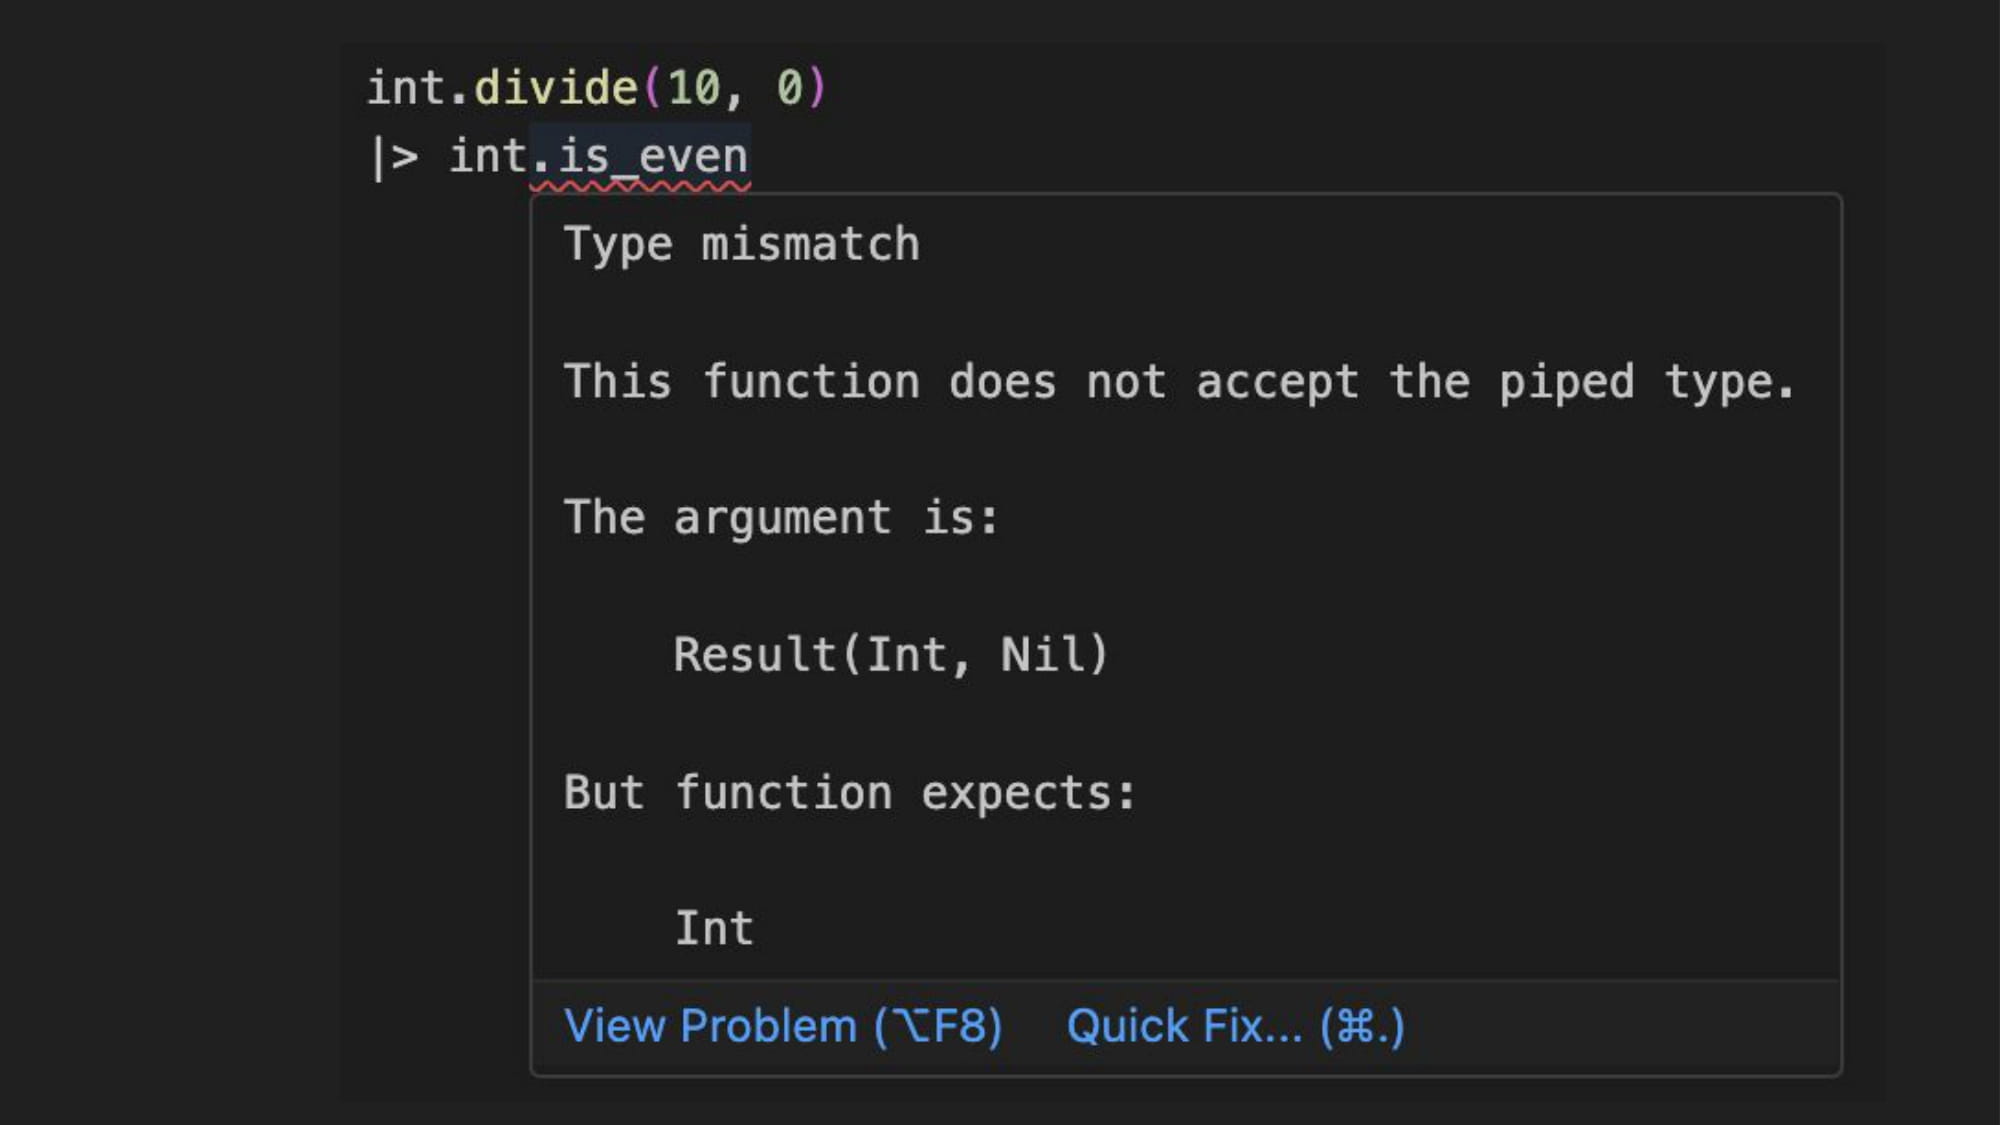 int.divide(10, 0)
|> int.is_even
Type mismatch
This function does not accept the piped type.
The argument is:
Result(Int, Nil)
But function expects:
Int
View Problem (⌥F8) Quick Fix... (⌘.)